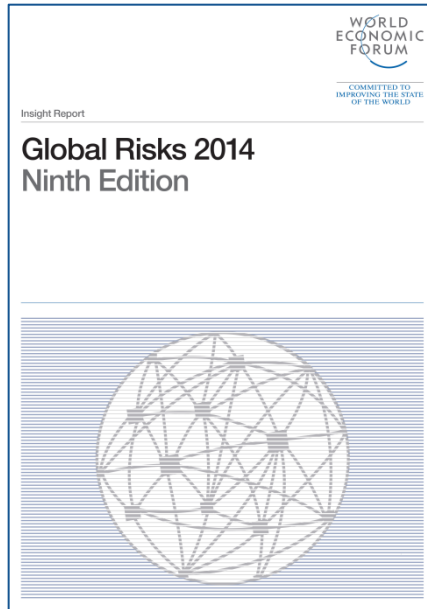 WORLD
ECONOMIC
FORUM
COMMITTED TO
IMPROVING THE STATE
OF THE WORLD
Insight Report
Global Risks 2014
Ninth Edition